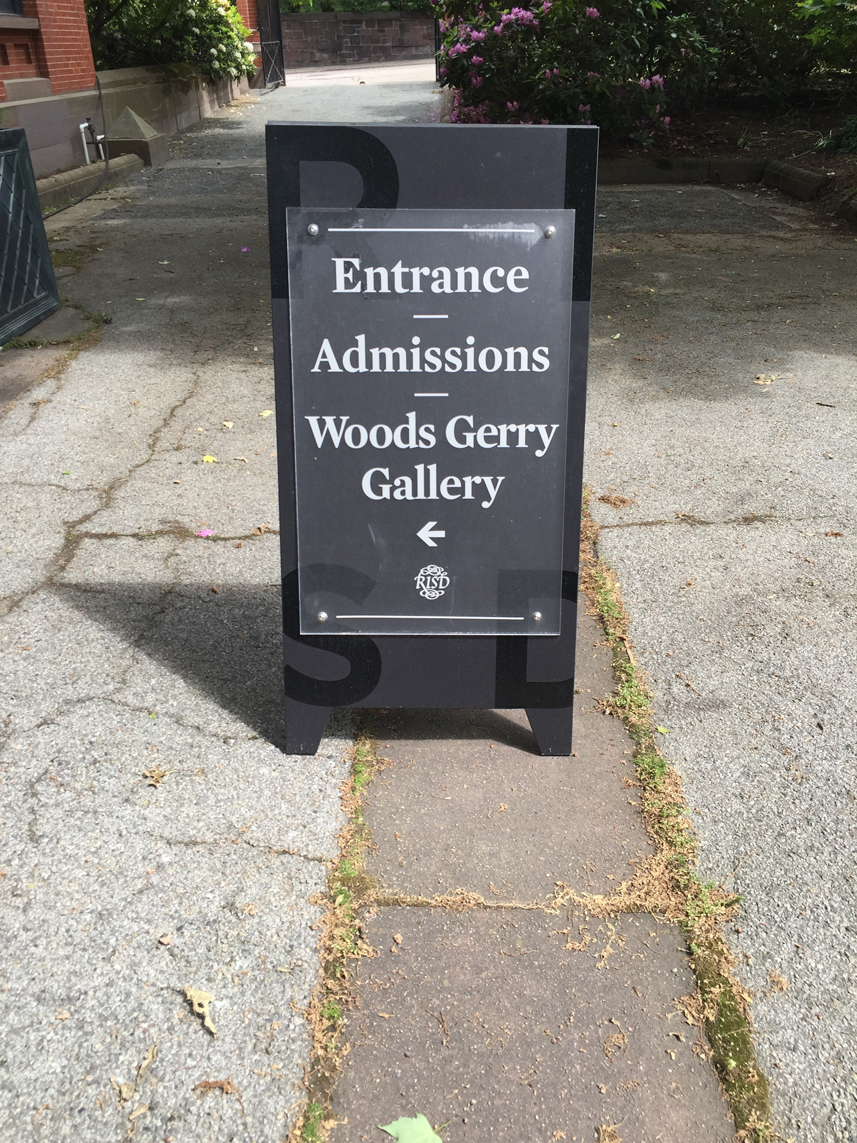 R I
Entrance
Admissions
Woods Gerry
Gallery
←
RISD
S D